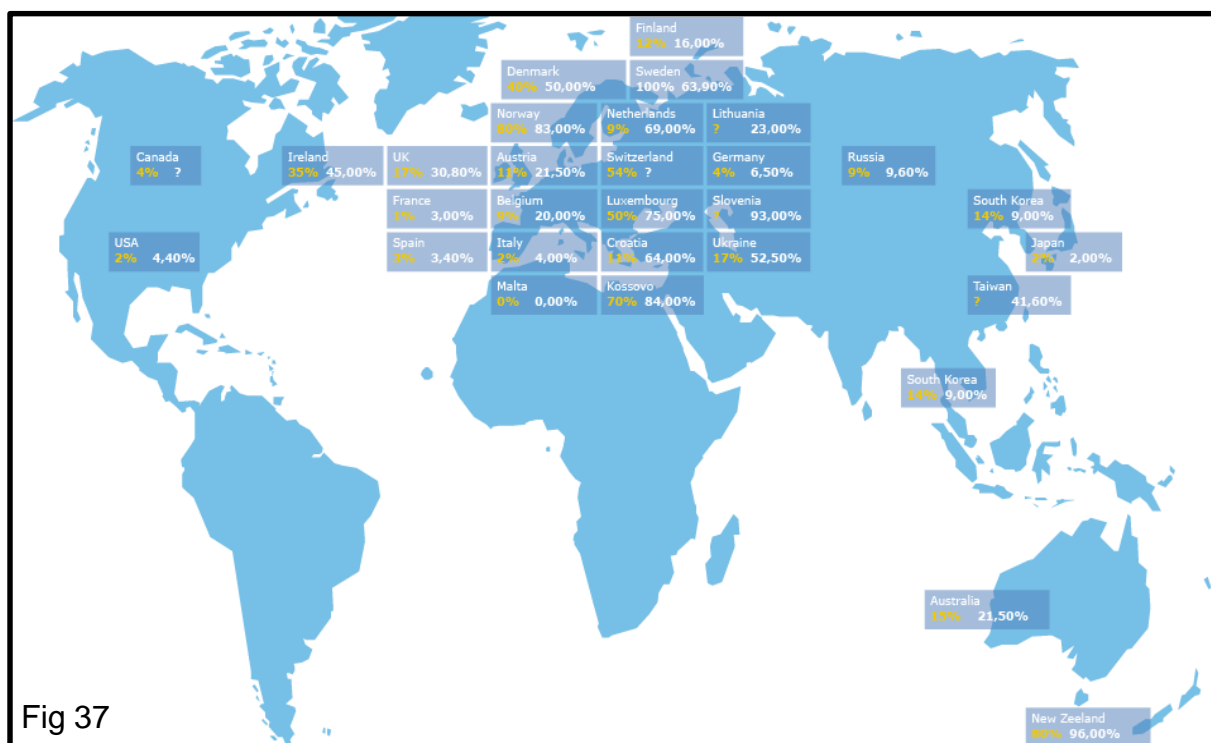 Finland
12% 16,00%
Denmark
40% 50,00%
Sweden
100% 63,90%
Norway
80% 83,00%
Netherlands
9% 69,00%
Lithuania
? 23,00%
Canada
4% ?
Ireland
35% 45,00%
UK
17% 30,80%
Austria
11% 21,50%
Switzerland
54% ?
Germany
4% 6,50%
Russia
9% 9,60%
France
1% 3,00%
Belgium
9% 20,00%
Luxembourg
50% 75,00%
Slovenia
? 93,00%
South Korea
14% 9,00%
USA
2% 4,40%
Spain
3% 3,40%
Italy
2% 4,00%
Croatia
11% 64,00%
Ukraine
17% 52,50%
Japan
2% 2,00%
Malta
0% 0,00%
Kossovo
70% 84,00%
Taiwan
? 41,60%
South Korea
14% 9,00%
Australia
15% 21,50%
New Zeeland
80% 96,00%
Fig 37